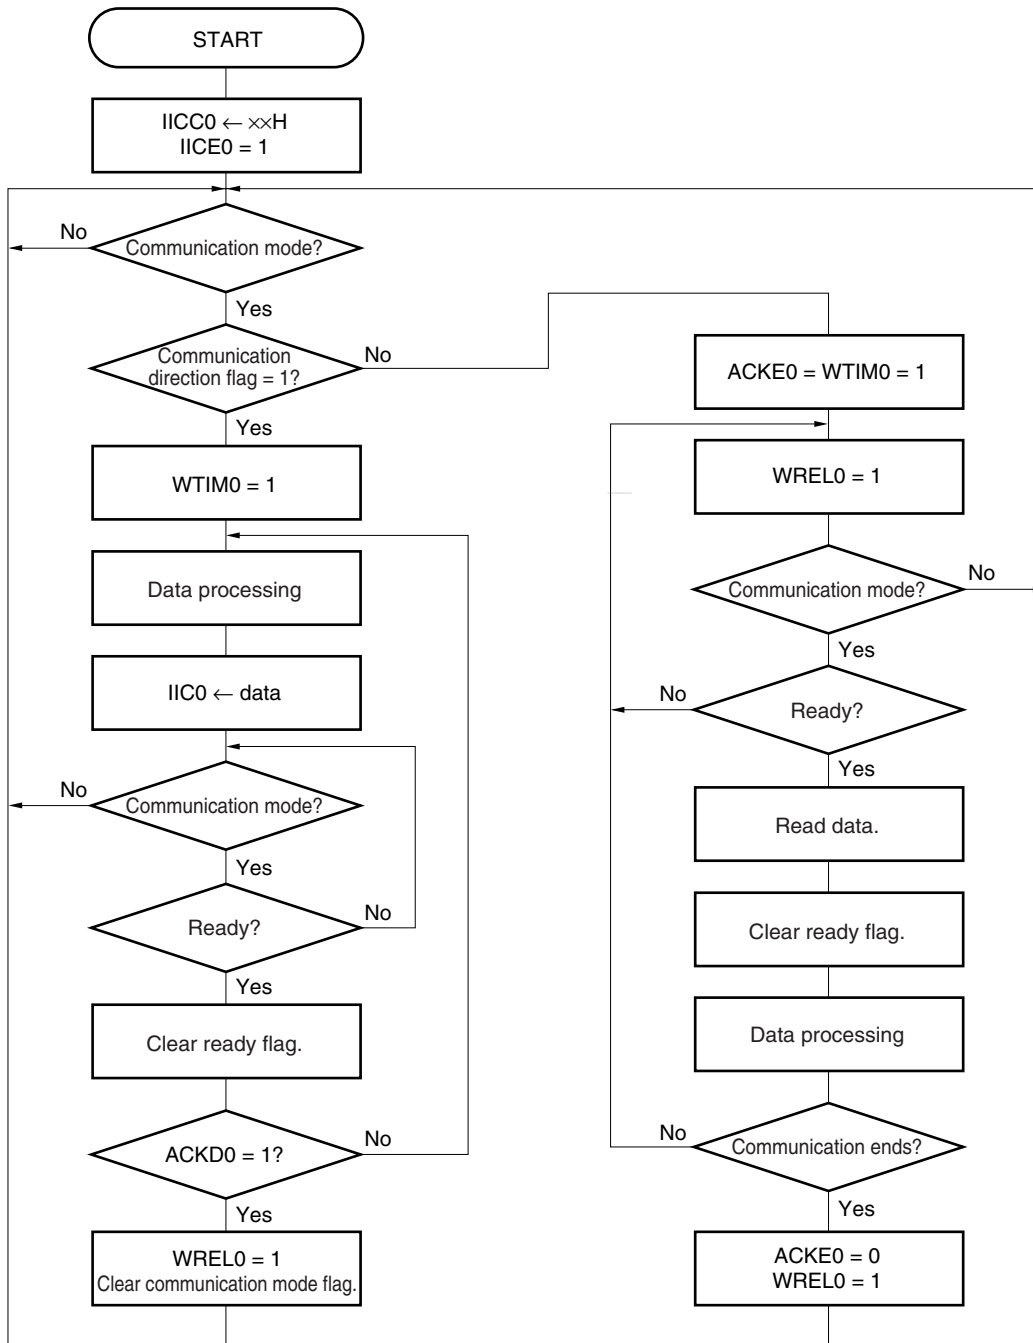 START
IICC0 ← ××H
IICE0 = 1
Communication mode?
No
Yes
Communication
direction flag = 1?
No
Yes
WTIM0 = 1
Data processing
IIC0 ← data
Communication mode?
No
Yes
Ready?
No
Yes
Clear ready flag.
ACKD0 = 1?
No
Yes
WREL0 = 1
Clear communication mode flag.
ACKE0 = WTIM0 = 1
WREL0 = 1
Communication mode?
No
Yes
Ready?
No
Yes
Read data.
Clear ready flag.
Data processing
Communication ends?
No
Yes
ACKE0 = 0
WREL0 = 1